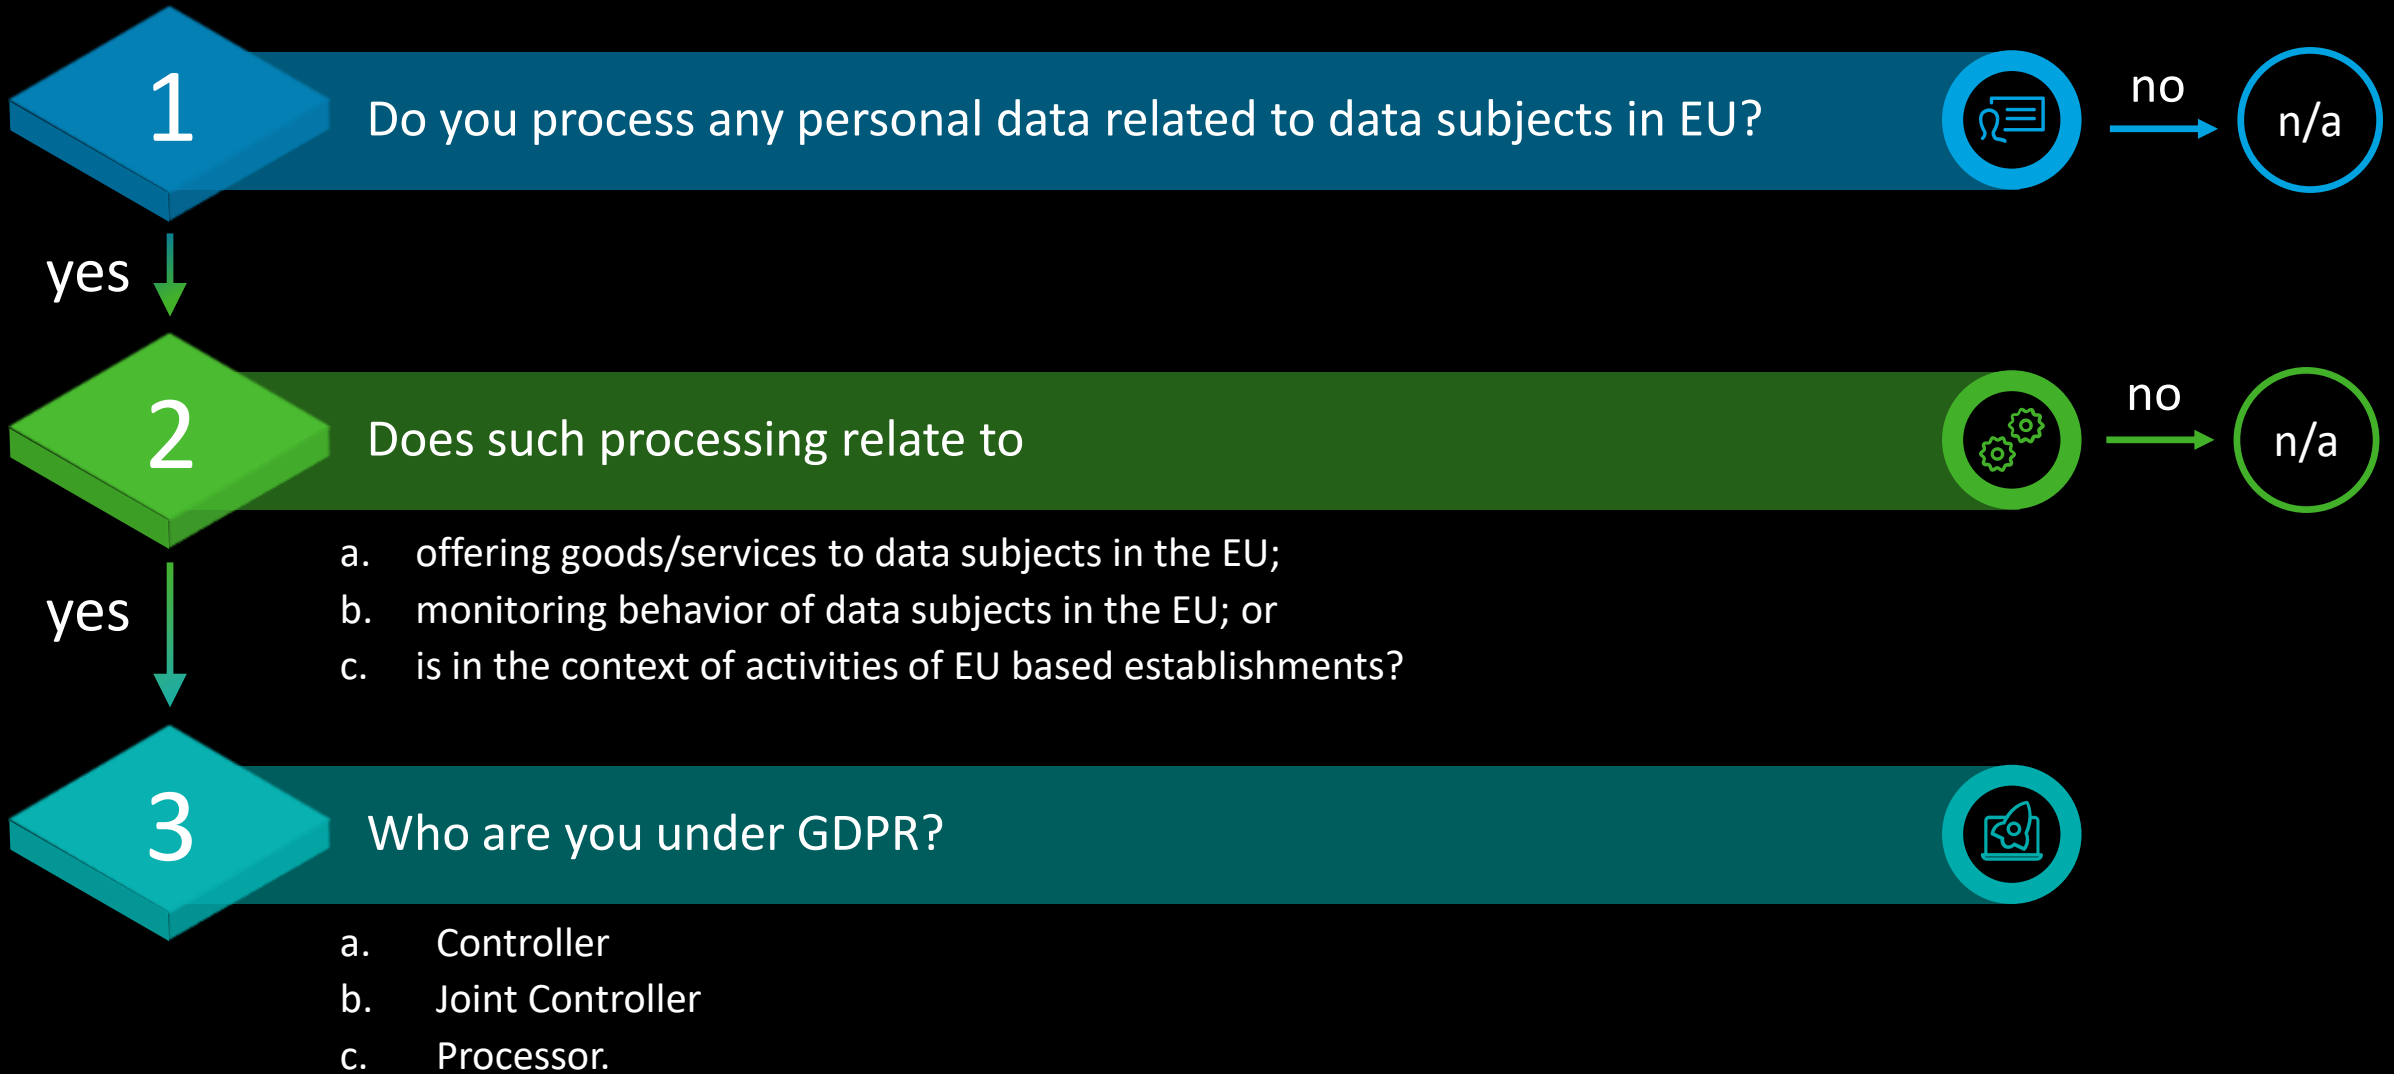 1
Do you process any personal data related to data subjects in EU?
no
n/a
yes
2
Does such processing relate to
no
n/a
a. offering goods/services to data subjects in the EU;
b. monitoring behavior of data subjects in the EU; or
c. is in the context of activities of EU based establishments?
yes
3
Who are you under GDPR?
a. Controller
b. Joint Controller
c. Processor.